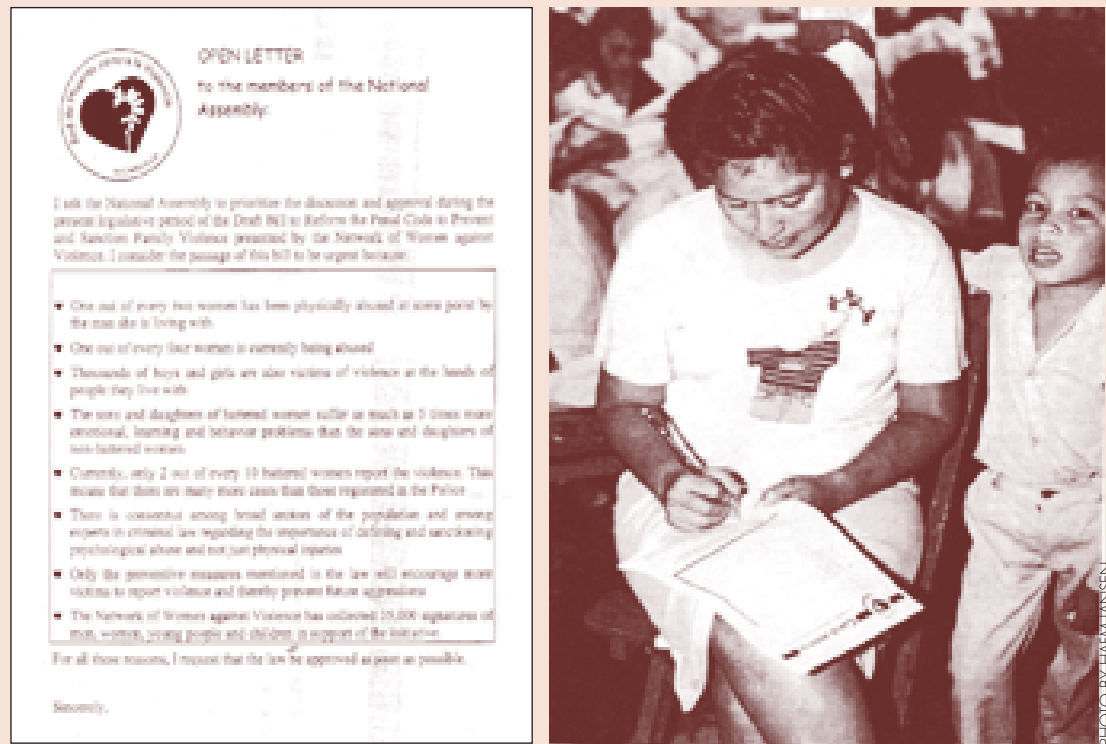 OPEN LETTER
to the members of the National
Assembly:
I ask the National Assembly to prioritize the discussion and approval during the
present legislative period of the Draft Bill to Reform the Penal Code to Prevent
and Sanction Family Violence presented by the Network of Women against
Violence. I consider the passage of this bill to be urgent because:
♥ One out of every two women has been physically abused at some point by
the man she is living with
♥ One out of every four women is currently being abused
♥ Thousands of boys and girls are also victims of violence at the hands of
people they live with
♥ The sons and daughters of battered women suffer as much as 5 times more
emotional, learning and behavior problems than the sons and daughters of
non-battered women
♥ Currently, only 2 out of every 10 battered women report the violence. This
means that there are many more cases than those registered in the Police
♥ There is consensus among broad sectors of the population and among
experts in criminal law regarding the importance of defining and sanctioning
psychological abuse and not just physical injuries
♥ Only the preventive measures mentioned in the law will encourage more
victims to report violence and thereby prevent future aggressions
♥ The Network of Women against Violence has collected signatures of
men, women, young people and children in support of the initiative
For all these reasons, I request that the law be approved as soon as possible.
Sincerely,
PHOTO BY HAEM JANSEN